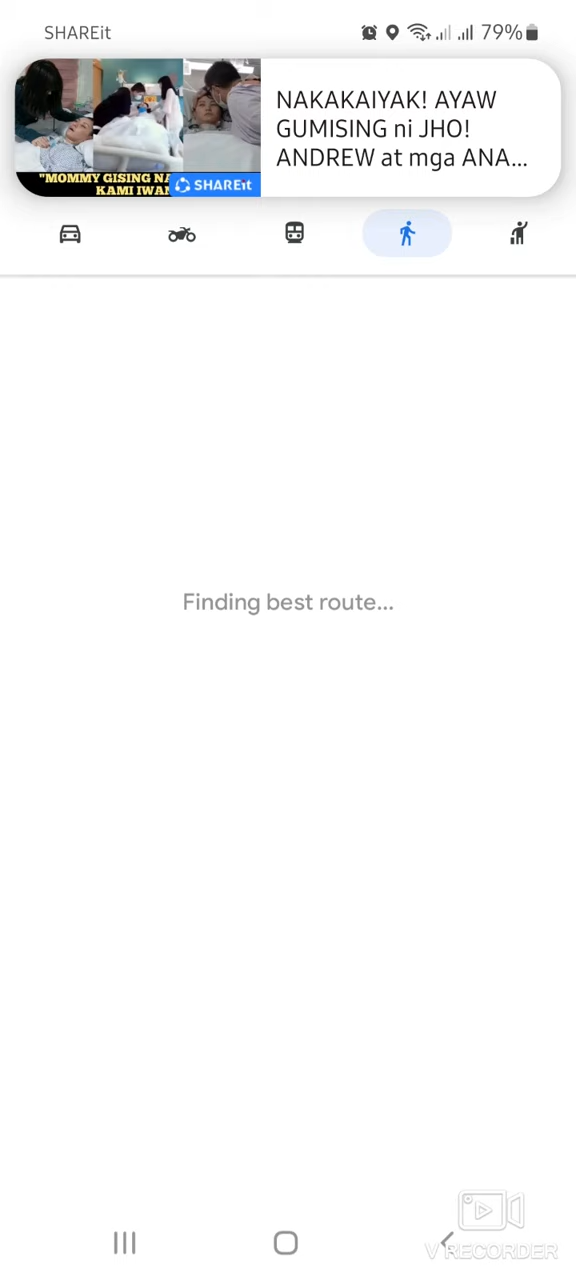 SHAREit
79%
NAKAKAIYAK! AYAW
GUMISING ni JHO!
ANDREW at mga ANA...
"MOMMY GISING NA
KAMI IWAN
SHAREit
Finding best route...
V RECORDER